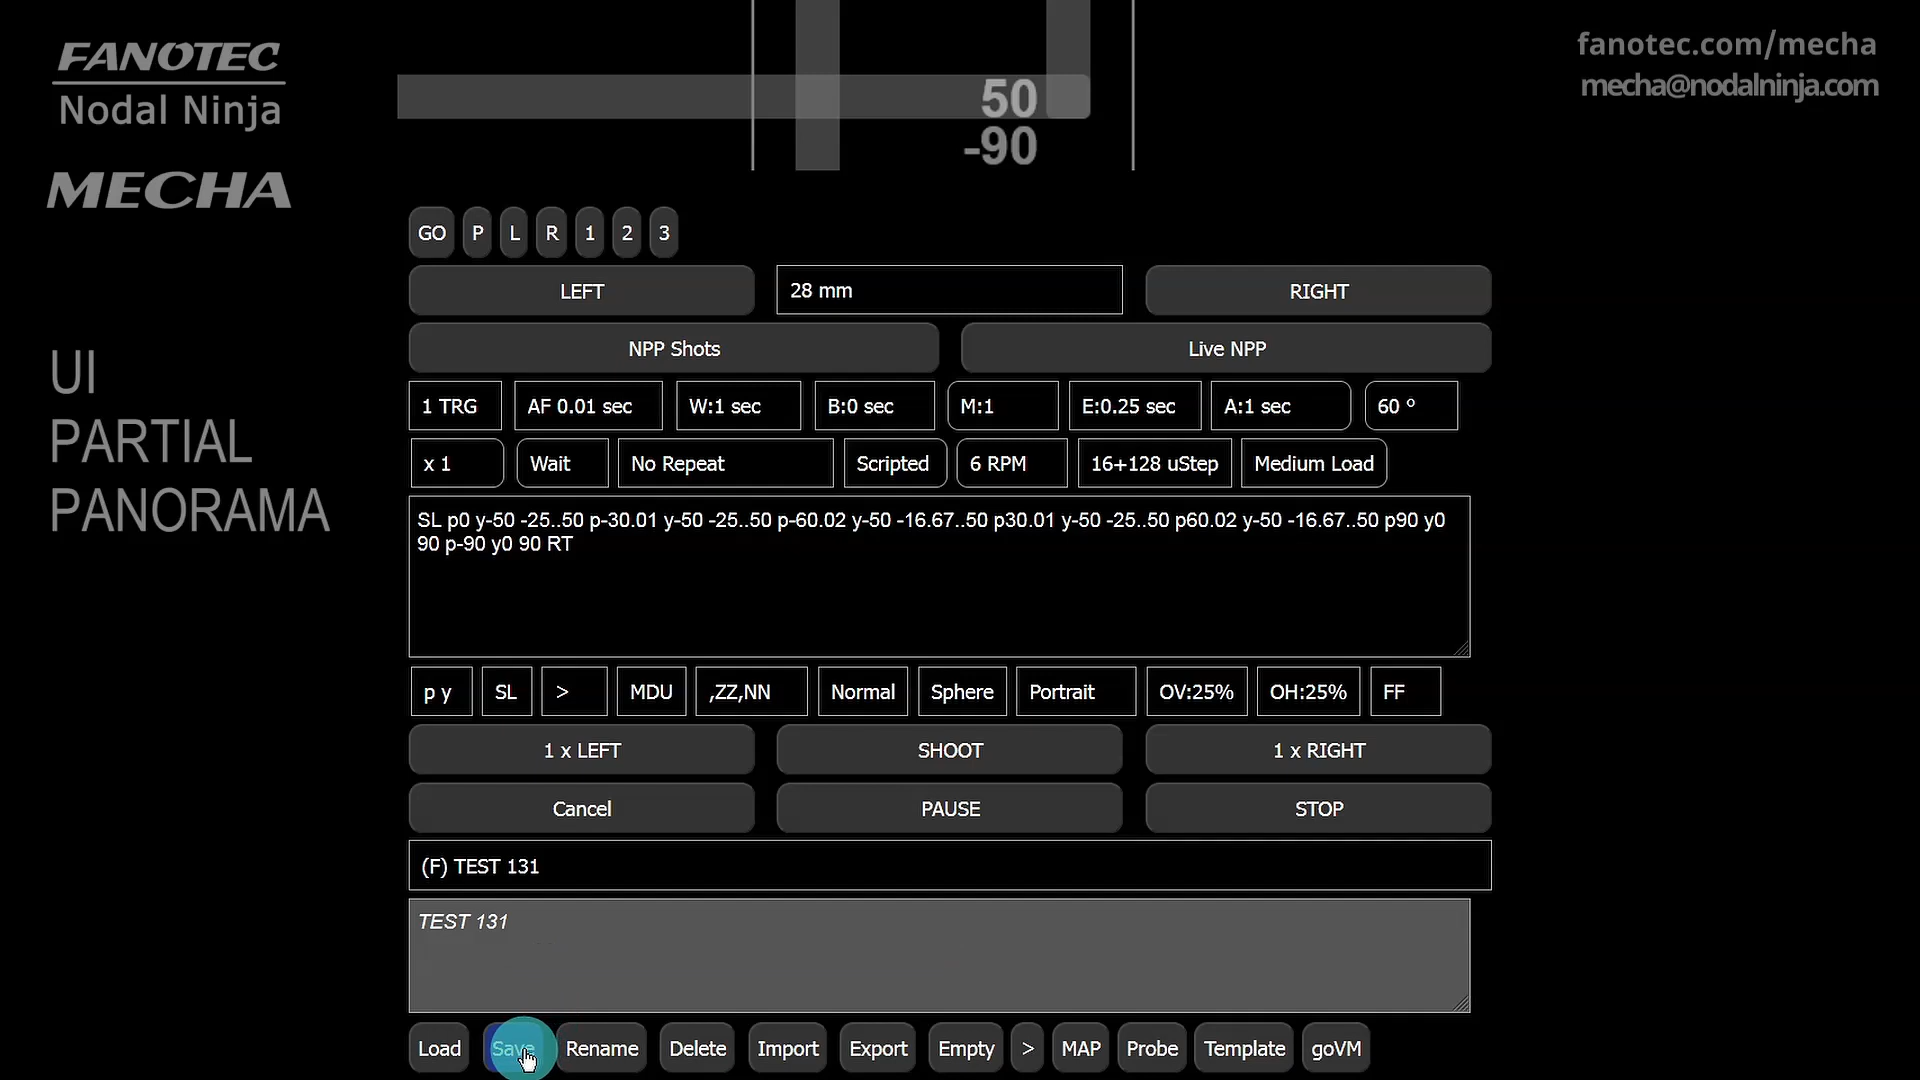 FANOTEC
Nodal Ninja
MECHA
fanotec.com/mecha
mecha@nodalninja.com
UI
PARTIAL
PANORAMA
50
-90
GO P L R 1 2 3
LEFT 28 mm RIGHT
NPP Shots Live NPP
1 TRG AF 0.01 sec W:1 sec B:0 sec M:1 E:0.25 sec A:1 sec 60 º
x 1 Wait No Repeat Scripted 6 RPM 16+128 uStep Medium Load
SL p0 y-50 -25..50 p-30.01 y-50 -25..50 p-60.02 y-50 -16.67..50 p30.01 y-50 -25..50 p60.02 y-50 -16.67..50 p90 y0
90 p-90 y0 90 RT
p y SL > MDU ,ZZ,NN Normal Sphere Portrait OV:25% OH:25% FF
1 x LEFT SHOOT 1 x RIGHT
Cancel PAUSE STOP
(F) TEST 131
TEST 131
Load Save Rename Delete Import Export Empty > MAP Probe Template goVM